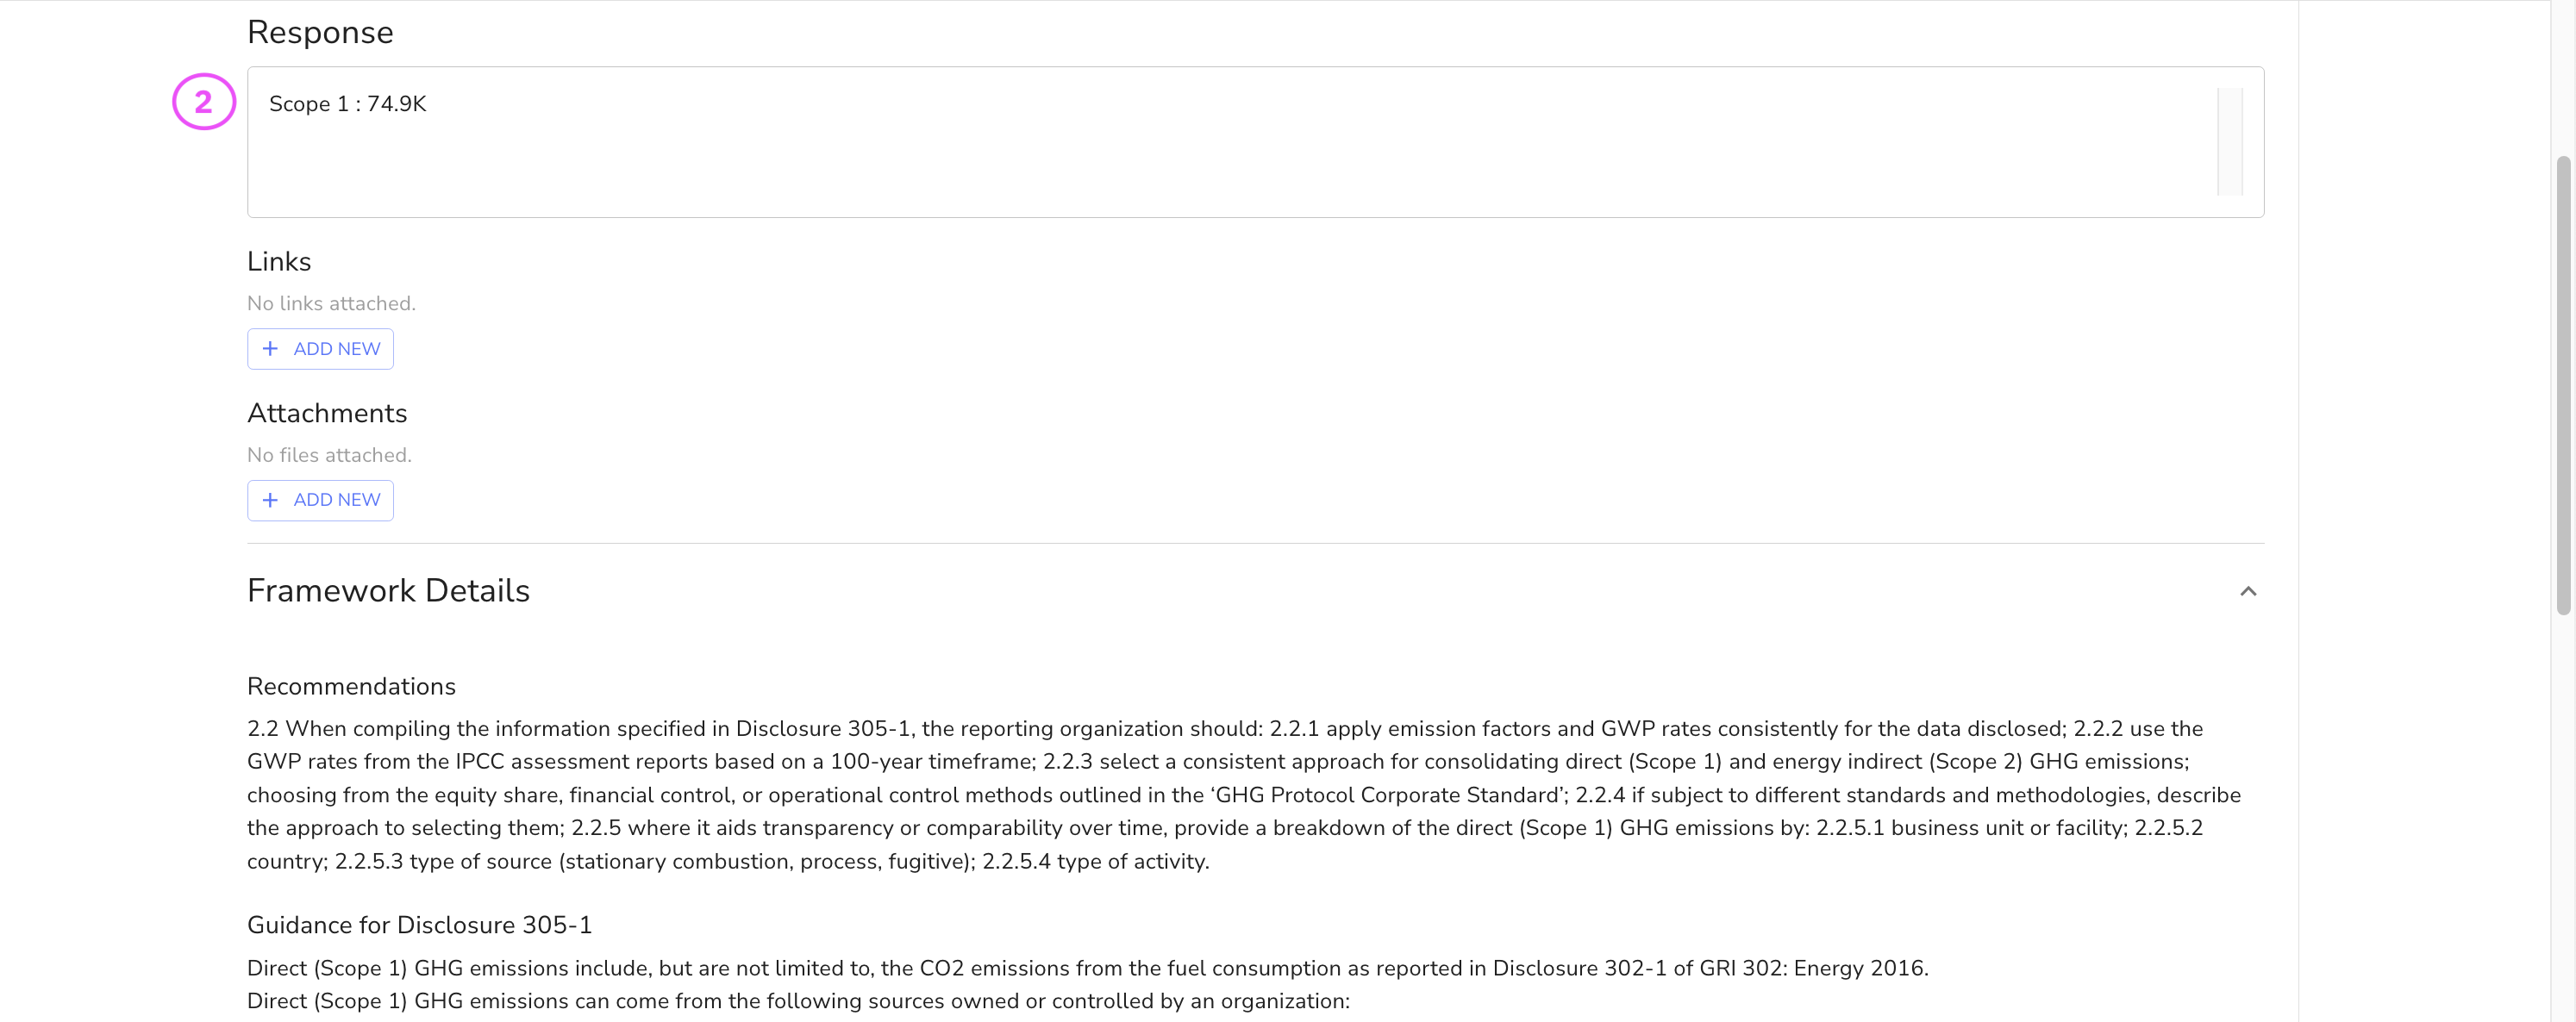 Response
2
Scope 1 : 74.9K
Links
No links attached.
+ ADD NEW
Attachments
No files attached.
+ ADD NEW
Framework Details
Recommendations
2.2 When compiling the information specified in Disclosure 305-1, the reporting organization should: 2.2.1 apply emission factors and GWP rates consistently for the data disclosed; 2.2.2 use the
GWP rates from the IPCC assessment reports based on a 100-year timeframe; 2.2.3 select a consistent approach for consolidating direct (Scope 1) and energy indirect (Scope 2) GHG emissions;
choosing from the equity share, financial control, or operational control methods outlined in the ‘GHG Protocol Corporate Standard’; 2.2.4 if subject to different standards and methodologies, describe
the approach to selecting them; 2.2.5 where it aids transparency or comparability over time, provide a breakdown of the direct (Scope 1) GHG emissions by: 2.2.5.1 business unit or facility; 2.2.5.2
country; 2.2.5.3 type of source (stationary combustion, process, fugitive); 2.2.5.4 type of activity.
Guidance for Disclosure 305-1
Direct (Scope 1) GHG emissions include, but are not limited to, the CO2 emissions from the fuel consumption as reported in Disclosure 302-1 of GRI 302: Energy 2016.
Direct (Scope 1) GHG emissions can come from the following sources owned or controlled by an organization: